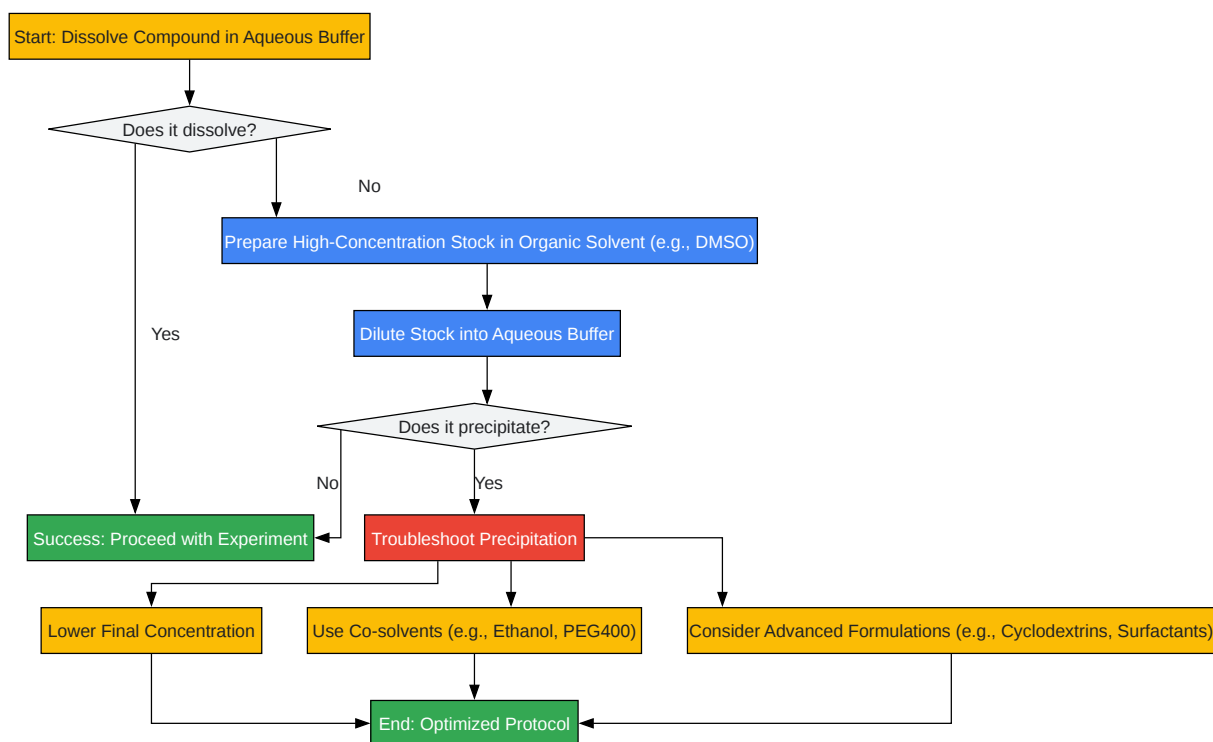 Start: Dissolve Compound in Aqueous Buffer
Does it dissolve?
No
Prepare High-Concentration Stock in Organic Solvent (e.g., DMSO)
Yes
Dilute Stock into Aqueous Buffer
Does it precipitate?
No
Yes
Success: Proceed with Experiment
Troubleshoot Precipitation
Lower Final Concentration
Use Co-solvents (e.g., Ethanol, PEG400)
Consider Advanced Formulations (e.g., Cyclodextrins, Surfactants)
End: Optimized Protocol